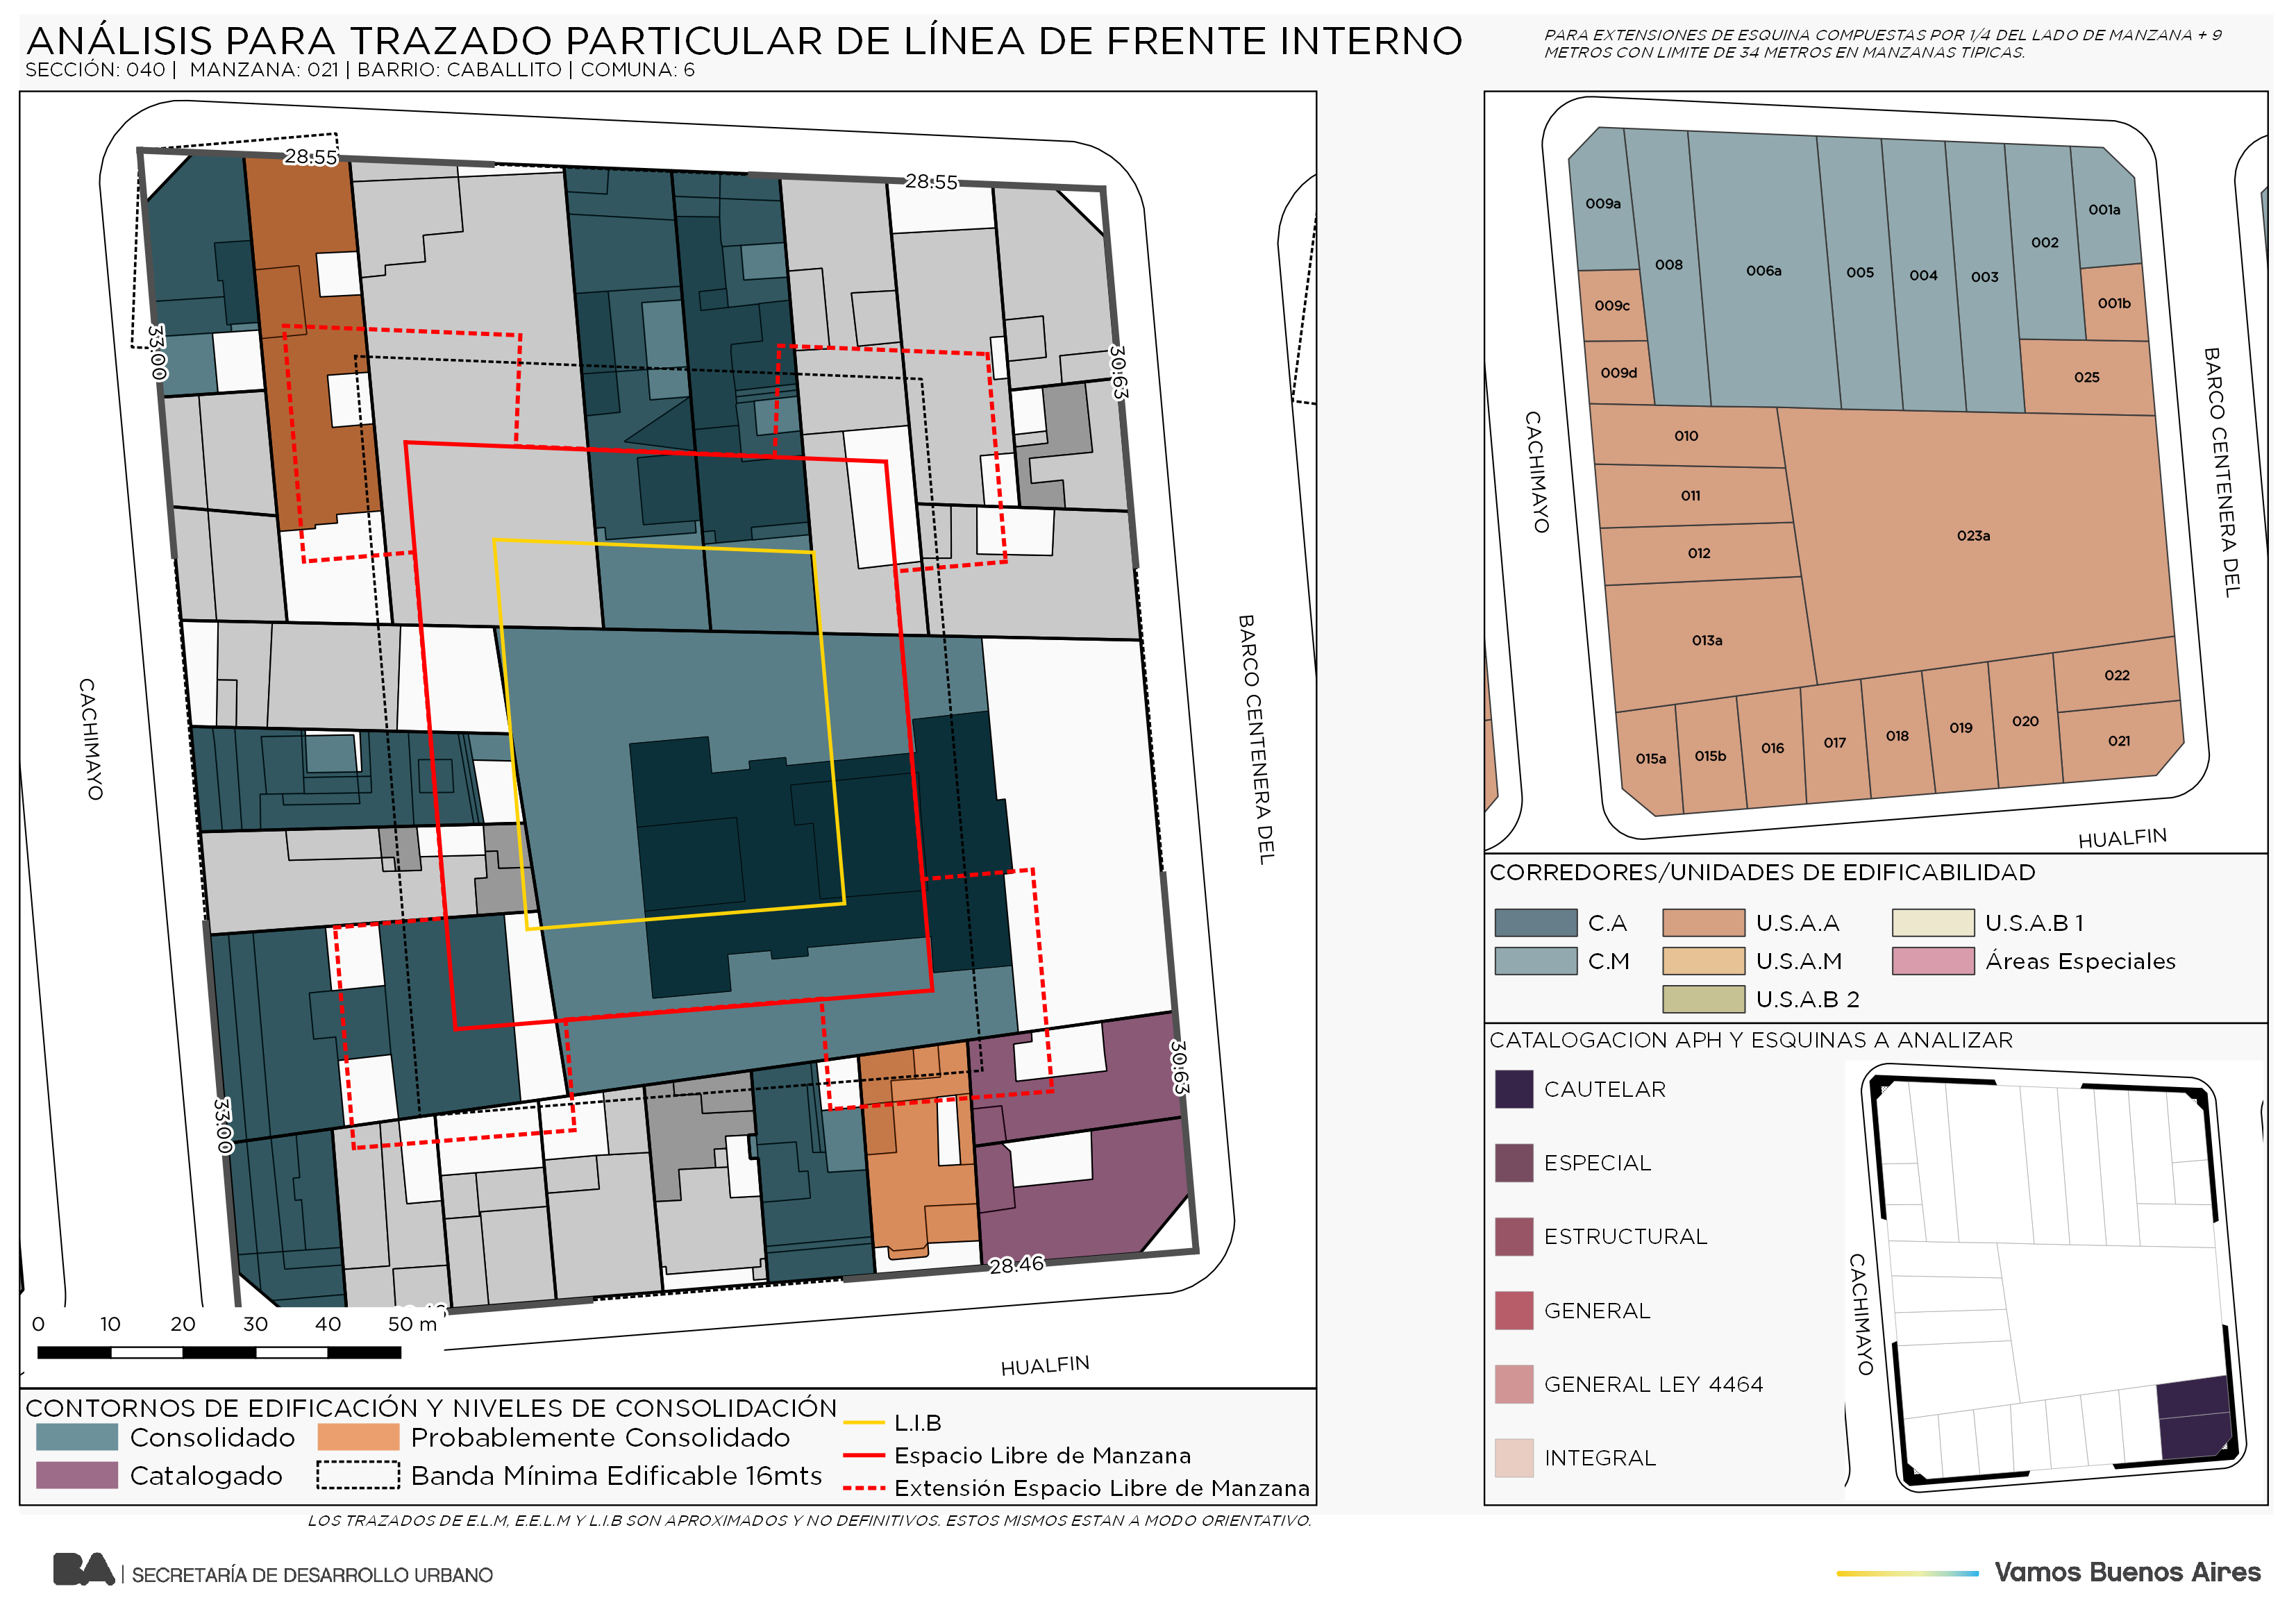 ANÁLISIS PARA TRAZADO PARTICULAR DE LÍNEA DE FRENTE INTERNO
SECCIÓN: 040 | MANZANA: 021 | BARRIO: CABALLITO | COMUNA: 6
PARA EXTENSIONES DE ESQUINA COMPUESTAS POR 1/4 DEL LADO DE MANZANA + 9
METROS CON LIMITE DE 34 METROS EN MANZANAS TIPICAS.
28.55
28.55
33.00
30.63
CACHIMAYO
BARCO CENTENERA DEL
33.00
30.63
28.46
HUALFIN
0 10 20 30 40 50 m
CONTORNOS DE EDIFICACIÓN Y NIVELES DE CONSOLIDACIÓN
Consolidado
Probablemente Consolidado
Catalogado
Banda Mínima Edificable 16mts
L.I.B
Espacio Libre de Manzana
Extensión Espacio Libre de Manzana
LOS TRAZADOS DE E.L.M, E.E.L.M Y L.I.B SON APROXIMADOS Y NO DEFINITIVOS. ESTOS MISMOS ESTAN A MODO ORIENTATIVO.
009a
008
006a
005
004
003
002
001a
009c
001b
009d
025
010
011
012
023a
013a
022
021
015a
015b
016
017
018
019
020
CACHIMAYO
BARCO CENTENERA DEL
HUALFIN
CORREDORES/UNIDADES DE EDIFICABILIDAD
C.A
U.S.A.A
U.S.A.B 1
C.M
U.S.A.M
Áreas Especiales
U.S.A.B 2
CATALOGACION APH Y ESQUINAS A ANALIZAR
CAUTELAR
ESPECIAL
ESTRUCTURAL
GENERAL
GENERAL LEY 4464
INTEGRAL
CACHIMAYO
BA | SECRETARÍA DE DESARROLLO URBANO
Vamos Buenos Aires